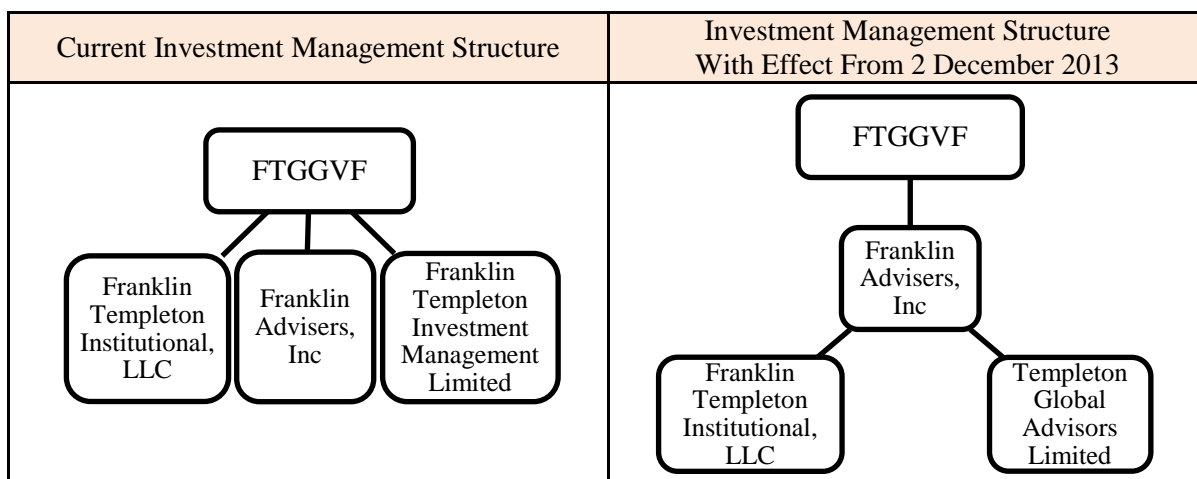 Current Investment Management Structure
Investment Management Structure
With Effect From 2 December 2013
FTGGVF
Franklin
Templeton
Institutional,
LLC
Franklin
Advisers,
Inc
Franklin
Templeton
Investment
Management
Limited
FTGGVF
Franklin
Advisers,
Inc
Franklin
Templeton
Institutional,
LLC
Templeton
Global
Advisors
Limited